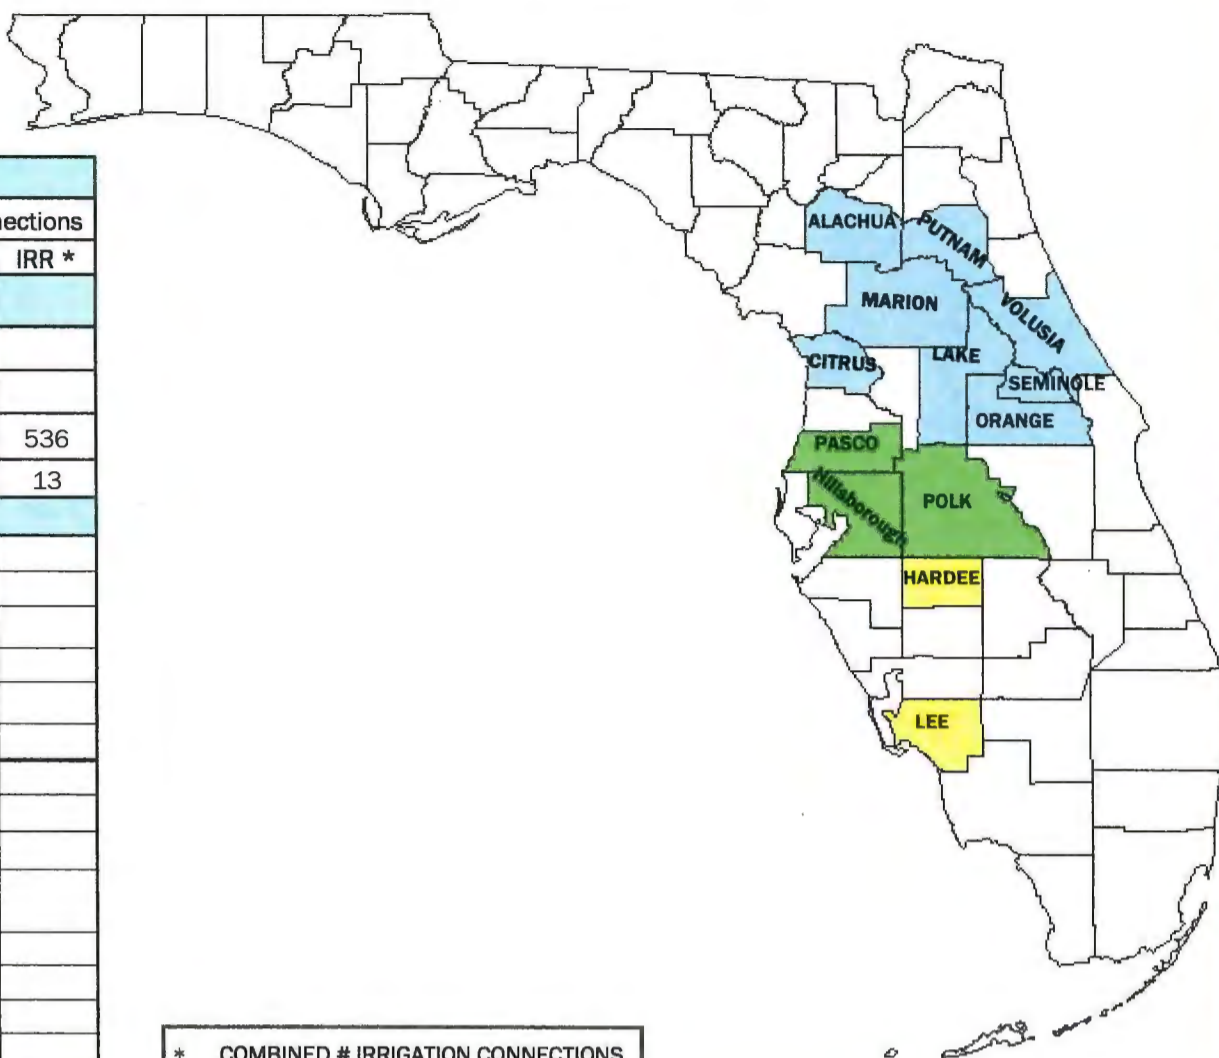 nections
IRR *
536
13
ALACHUA
PUTNAM
MARION
VOLUSIA
CITRUS
LAKE
SEMINOLE
ORANGE
PASCO
Hillsborough
POLK
HARDEE
LEE
* COMBINED # IRRIGATION CONNECTIONS